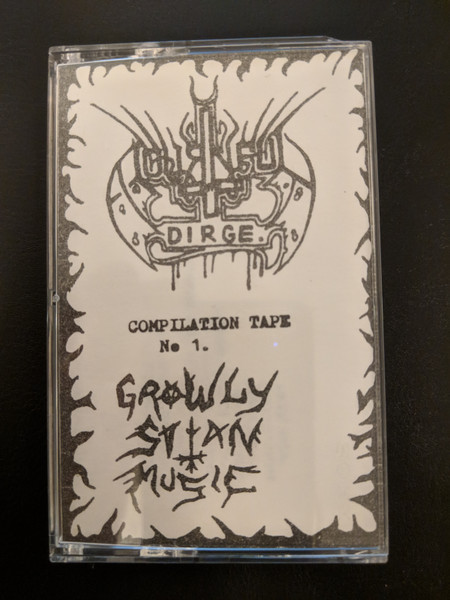 DIRGE.
COMPILATION TAPE
No 1.
GROWLY
SATAN
MUSIC